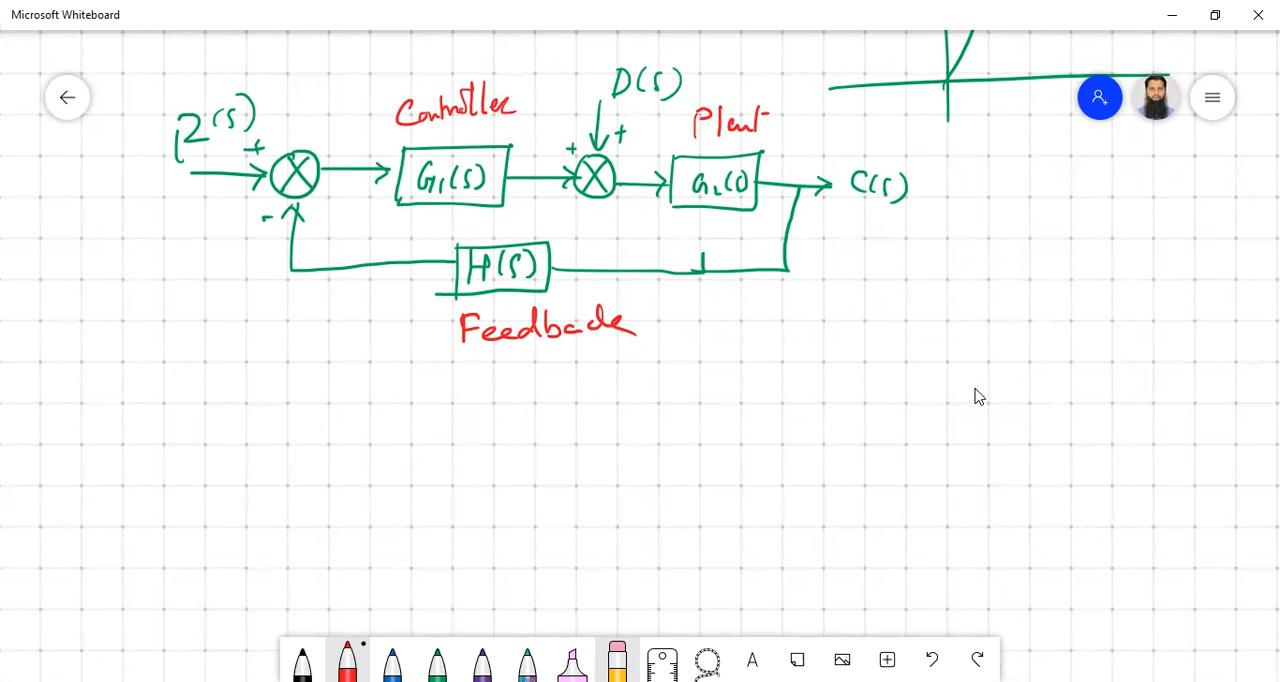 Microsoft Whiteboard
R(s)
+
-
Controller
G1(s)
D(s)
+
+
Plant
G2(s)
C(s)
H(s)
Feedback
A